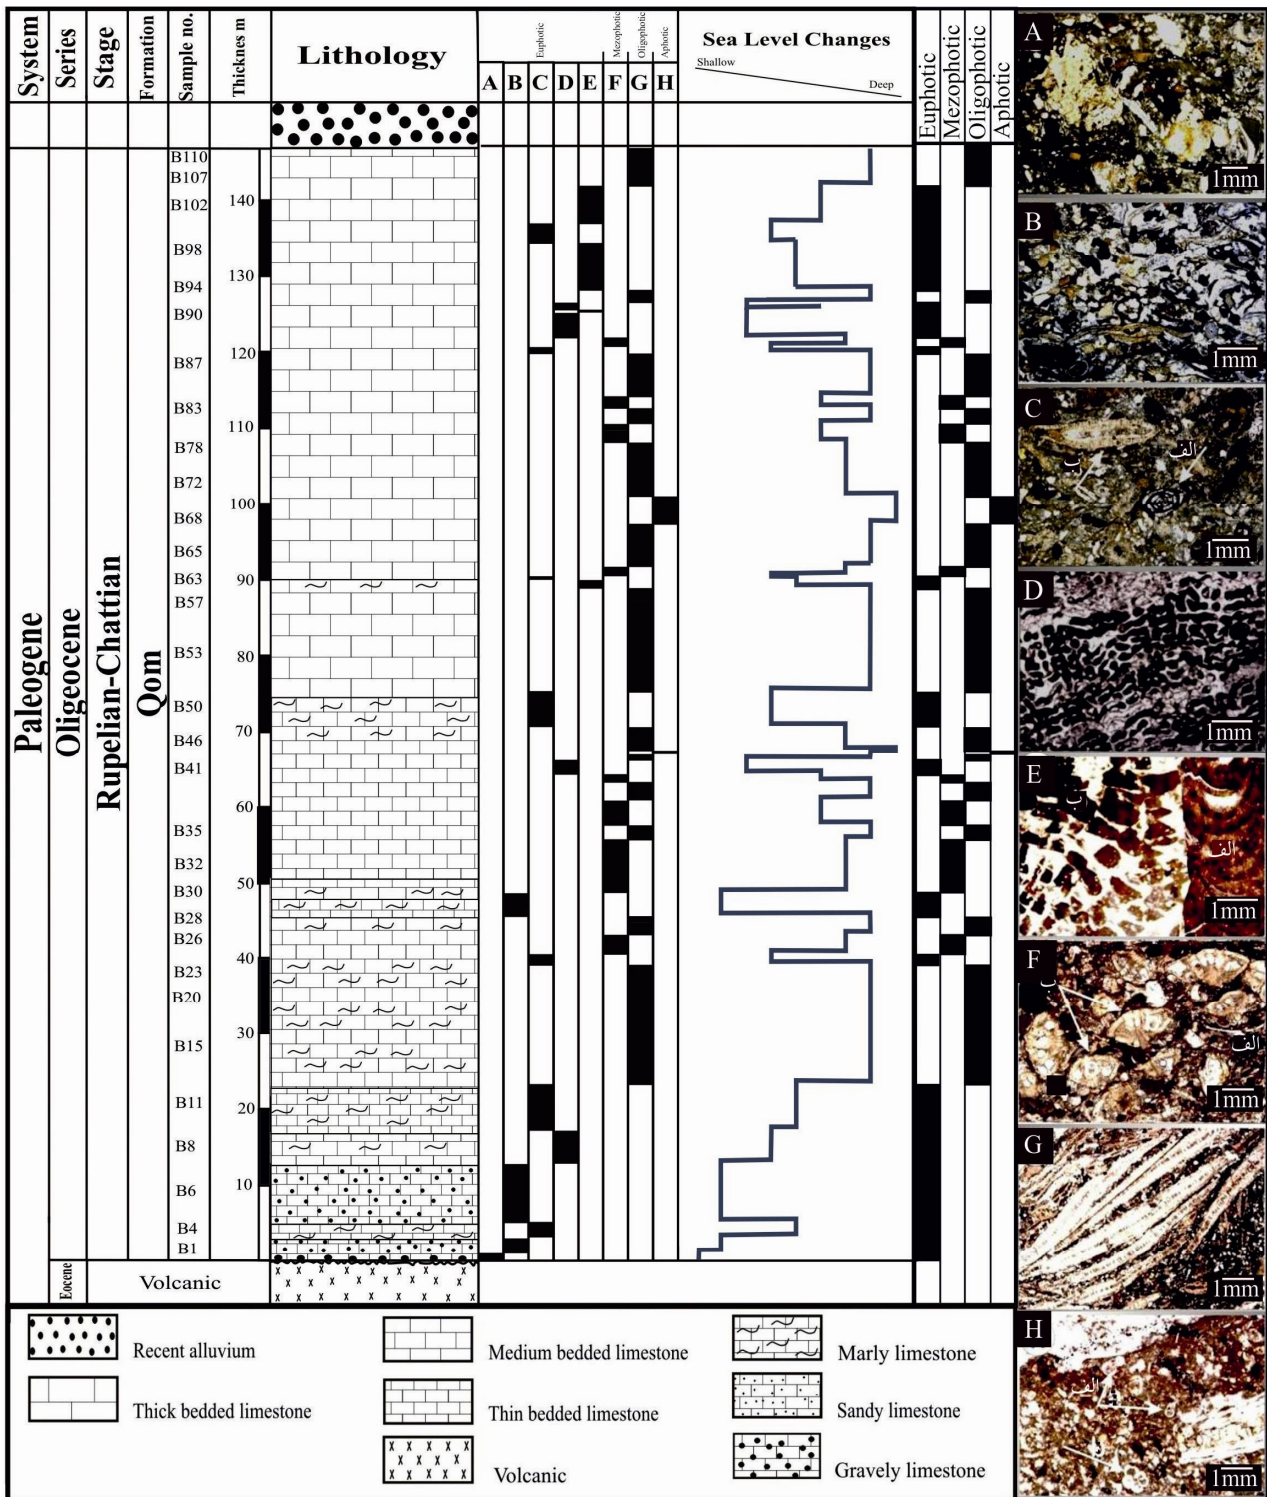 System
Series
Stage
Formation
Sample no.
Thicknes m
Lithology
Euphotic
Mezophotic
Oligophotic
Aphotic
A B C D E F G H
Sea Level Changes
Shallow
Deep
Euphotic
Mezophotic
Oligophotic
Aphotic
Paleogene
Oligeocene
Rupelian-Chattian
Qom
B110
B107
B102
B98
B94
B90
B87
B83
B78
B72
B68
B65
B63
B57
B53
B50
B46
B41
B35
B32
B30
B28
B26
B23
B20
B15
B11
B8
B6
B4
B1
140
130
120
110
100
90
80
70
60
50
40
30
20
10
Eocene
Volcanic
A
1mm
B
1mm
C
الف
ب
1mm
D
1mm
E
ب
الف
1mm
F
ب
الف
1mm
G
1mm
H
الف
1mm
Recent alluvium
Medium bedded limestone
Marly limestone
Thick bedded limestone
Thin bedded limestone
Sandy limestone
Volcanic
Gravely limestone